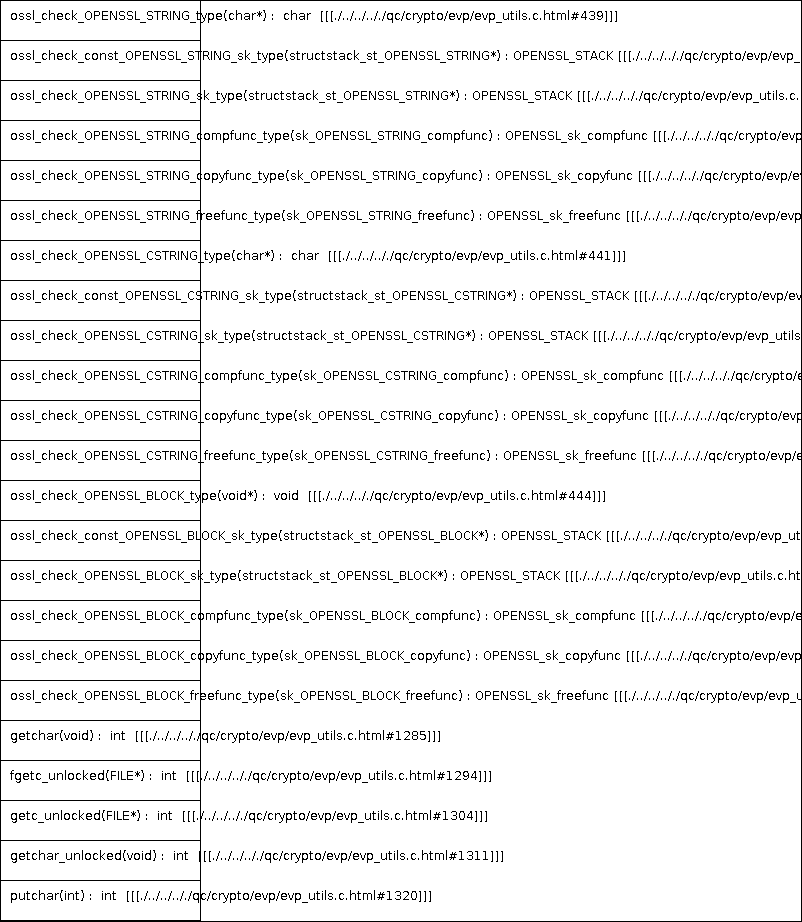 ossl_check_OPENSSL_STRING_type(char*) :  char  [[[./../../../qc/crypto/evp/evp_utils.c.html#439]]]
ossl_check_const_OPENSSL_STRING_sk_type(structstack_st_OPENSSL_STRING*) : OPENSSL_STACK [[[./../../../qc/crypto/evp/evp_
ossl_check_OPENSSL_STRING_sk_type(structstack_st_OPENSSL_STRING*) : OPENSSL_STACK [[[./../../../qc/crypto/evp/evp_utils.c.
ossl_check_OPENSSL_STRING_compfunc_type(sk_OPENSSL_STRING_compfunc) : OPENSSL_sk_compfunc [[[./../../../qc/crypto/evp
ossl_check_OPENSSL_STRING_copyfunc_type(sk_OPENSSL_STRING_copyfunc) : OPENSSL_sk_copyfunc [[[./../../../qc/crypto/ev
ossl_check_OPENSSL_STRING_freefunc_type(sk_OPENSSL_STRING_freefunc) : OPENSSL_sk_freefunc [[[./../../../qc/crypto/evp/evp
ossl_check_OPENSSL_CSTRING_type(char*) :  char  [[[./../../../qc/crypto/evp/evp_utils.c.html#441]]]
ossl_check_const_OPENSSL_CSTRING_sk_type(structstack_st_OPENSSL_CSTRING*) : OPENSSL_STACK [[[./../../../qc/crypto/evp/ev
ossl_check_OPENSSL_CSTRING_sk_type(structstack_st_OPENSSL_CSTRING*) : OPENSSL_STACK [[[./../../../qc/crypto/evp/evp_utils
ossl_check_OPENSSL_CSTRING_compfunc_type(sk_OPENSSL_CSTRING_compfunc) : OPENSSL_sk_compfunc [[[./../../../qc/crypto/e
ossl_check_OPENSSL_CSTRING_copyfunc_type(sk_OPENSSL_CSTRING_copyfunc) : OPENSSL_sk_copyfunc [[[./../../../qc/crypto/evp
ossl_check_OPENSSL_CSTRING_freefunc_type(sk_OPENSSL_CSTRING_freefunc) : OPENSSL_sk_freefunc [[[./../../../qc/crypto/evp/e
ossl_check_OPENSSL_BLOCK_type(void*) :  void  [[[./../../../qc/crypto/evp/evp_utils.c.html#444]]]
ossl_check_const_OPENSSL_BLOCK_sk_type(structstack_st_OPENSSL_BLOCK*) : OPENSSL_STACK [[[./../../../qc/crypto/evp/evp_ut
ossl_check_OPENSSL_BLOCK_sk_type(structstack_st_OPENSSL_BLOCK*) : OPENSSL_STACK [[[./../../../qc/crypto/evp/evp_utils.c.ht
ossl_check_OPENSSL_BLOCK_compfunc_type(sk_OPENSSL_BLOCK_compfunc) : OPENSSL_sk_compfunc [[[./../../../qc/crypto/evp/e
ossl_check_OPENSSL_BLOCK_copyfunc_type(sk_OPENSSL_BLOCK_copyfunc) : OPENSSL_sk_copyfunc [[[./../../../qc/crypto/evp/evp
ossl_check_OPENSSL_BLOCK_freefunc_type(sk_OPENSSL_BLOCK_freefunc) : OPENSSL_sk_freefunc [[[./../../../qc/crypto/evp/evp_u
getchar(void) :  int  [[[./../../../qc/crypto/evp/evp_utils.c.html#1285]]]
fgetc_unlocked(FILE*) :  int  [[[./../../../qc/crypto/evp/evp_utils.c.html#1294]]]
getc_unlocked(FILE*) :  int  [[[./../../../qc/crypto/evp/evp_utils.c.html#1304]]]
getchar_unlocked(void) :  int  [[[./../../../qc/crypto/evp/evp_utils.c.html#1311]]]
putchar(int) :  int  [[[./../../../qc/crypto/evp/evp_utils.c.html#1320]]]